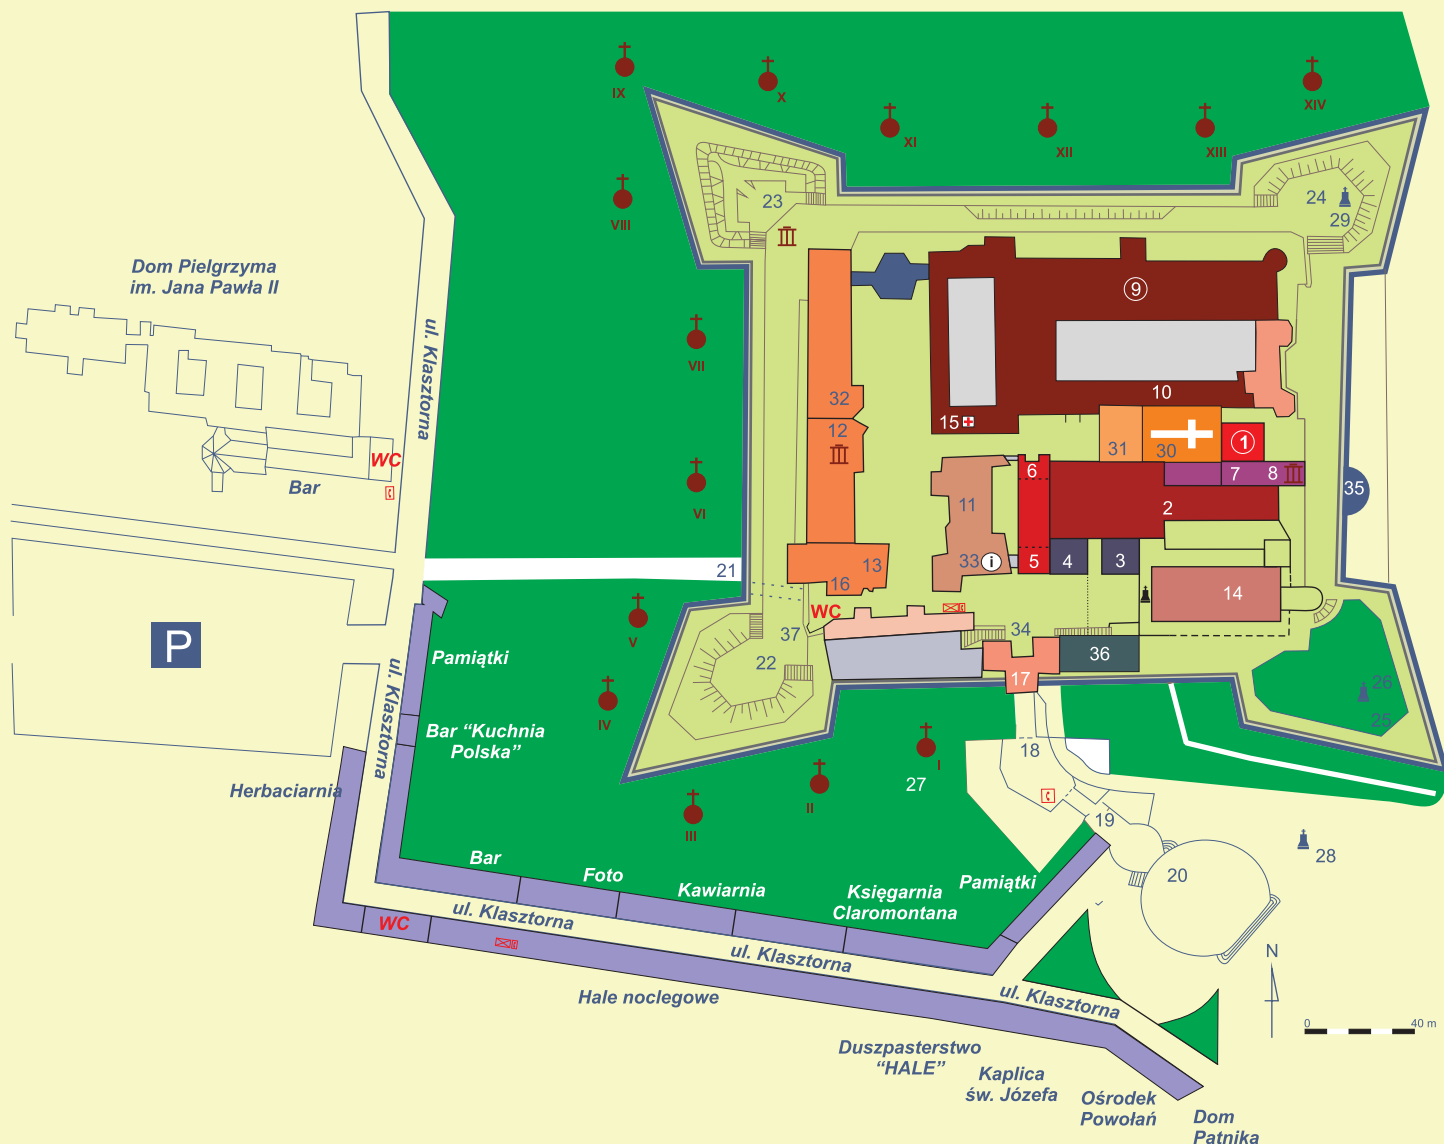 IX
X
XI
XII
XIII
XIV
VIII
23
24
29
Dom Pielgrzyma
im. Jana Pawła II
ul. Klasztorna
9
VII
32
10
15
12
31
30
1
WC
Bar
6
7
8
35
VI
11
2
33
i
5
4
3
21
13
16
14
WC
P
V
37
34
22
36
17
26
25
Pamiątki
ul. Klasztorna
IV
Bar “Kuchnia
Polska”
I
18
II
27
Herbaciarnia
III
19
28
Bar
Foto
Kawiarnia
Księgarnia
Claromontana
Pamiątki
20
WC
ul. Klasztorna
ul. Klasztorna
ul. Klasztorna
N
0
40 m
Hale noclegowe
Duszpasterstwo
“HALE”
Kaplica
św. Józefa
Ośrodek
Powołań
Dom
Patnika